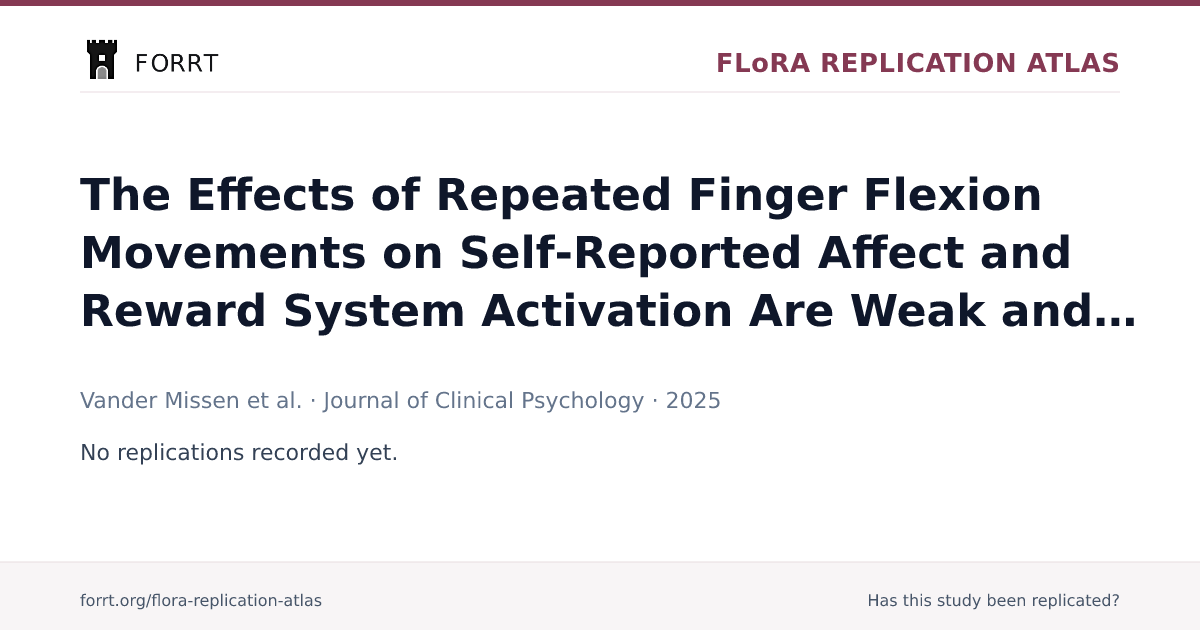 FORRT
FLoRA REPLICATION ATLAS
The Effects of Repeated Finger Flexion
Movements on Self-Reported Affect and
Reward System Activation Are Weak and...
Vander Missen et al. · Journal of Clinical Psychology · 2025
No replications recorded yet.
forrt.org/flora-replication-atlas
Has this study been replicated?